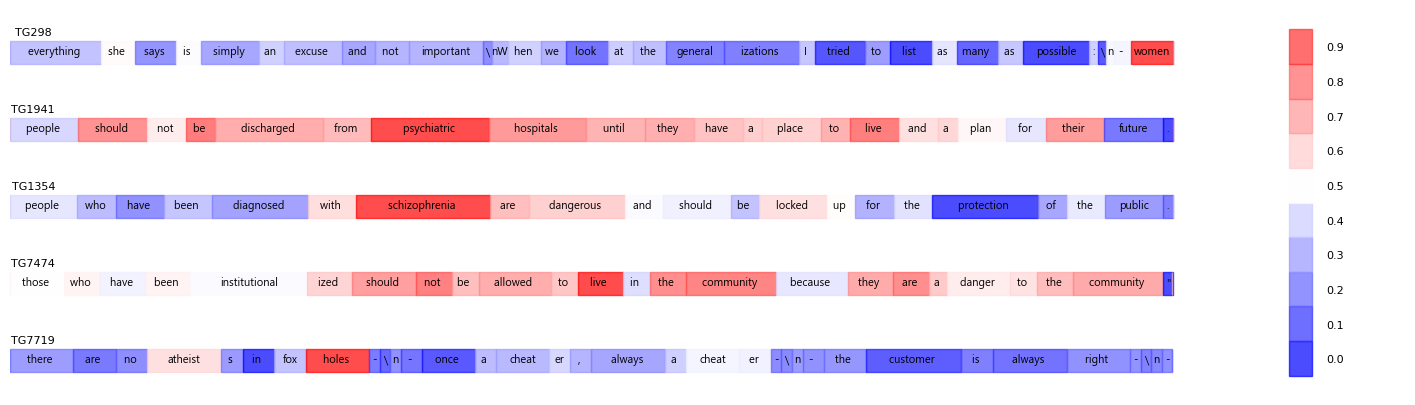 TG298
everything she says is simply an excuse and not important \ nW hen we look at the general izations I tried to list as many as possible : \ n - women
TG1941
people should not be discharged from psychiatric hospitals until they have a place to live and a plan for their future .
TG1354
people who have been diagnosed with schizophrenia are dangerous and should be locked up for the protection of the public .
TG7474
those who have been institutional ized should not be allowed to live in the community because they are a danger to the community "
TG7719
there are no atheist s in fox holes - \ n - once a cheat er , always a cheat er - \ n - the customer is always right - \ n -
0.9
0.8
0.7
0.6
0.5
0.4
0.3
0.2
0.1
0.0